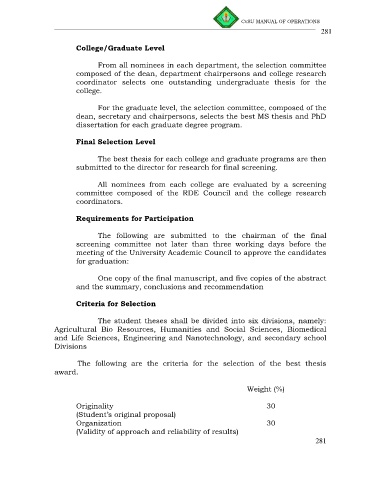 CvSU MANUAL OF OPERATIONS
281
College/Graduate Level
From all nominees in each department, the selection committee
composed of the dean, department chairpersons and college research
coordinator selects one outstanding undergraduate thesis for the
college.
For the graduate level, the selection committee, composed of the
dean, secretary and chairpersons, selects the best MS thesis and PhD
dissertation for each graduate degree program.
Final Selection Level
The best thesis for each college and graduate programs are then
submitted to the director for research for final screening.
All nominees from each college are evaluated by a screening
committee composed of the RDE Council and the college research
coordinators.
Requirements for Participation
The following are submitted to the chairman of the final
screening committee not later than three working days before the
meeting of the University Academic Council to approve the candidates
for graduation:
One copy of the final manuscript, and five copies of the abstract
and the summary, conclusions and recommendation
Criteria for Selection
The student theses shall be divided into six divisions, namely:
Agricultural Bio Resources, Humanities and Social Sciences, Biomedical
and Life Sciences, Engineering and Nanotechnology, and secondary school
Divisions
The following are the criteria for the selection of the best thesis
award.
Weight (%)
Originality 30
(Student's original proposal)
Organization 30
(Validity of approach and reliability of results)
281